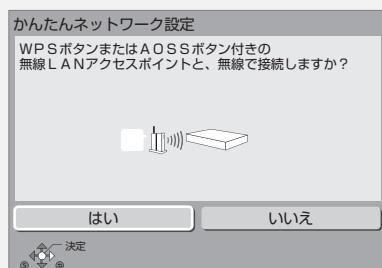 かんたんネットワーク設定
WPSボタンまたはAOSSボタン付きの
無線LANアクセスポイントと、無線で接続しますか？
はい
いいえ
決定